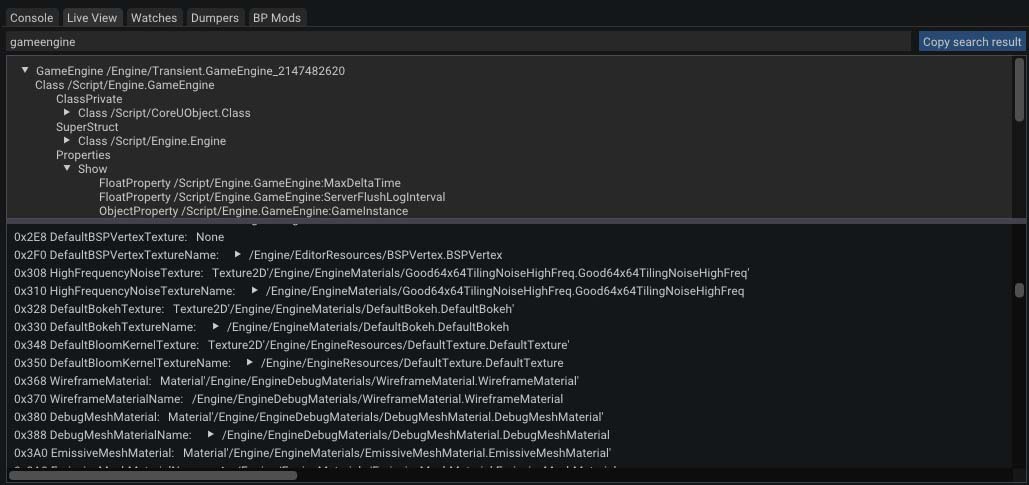 Console Live View Watches Dumpers BP Mods
gameengine Copy search result
GameEngine /Engine/Transient.GameEngine_2147482620
Class /Script/Engine.GameEngine
ClassPrivate
Class /Script/CoreUObject.Class
SuperStruct
Class /Script/Engine.Engine
Properties
Show
FloatProperty /Script/Engine.GameEngine:MaxDeltaTime
FloatProperty /Script/Engine.GameEngine:ServerFlushLogInterval
ObjectProperty /Script/Engine.GameEngine:GameInstance
0x2E8 DefaultBSPVertexTexture: None
0x2F0 DefaultBSPVertexTextureName: /Engine/EditorResources/BSPVertex.BSPVertex
0x308 HighFrequencyNoiseTexture: Texture2D'/Engine/EngineMaterials/Good64x64TilingNoiseHighFreq.Good64x64TilingNoiseHighFreq'
0x310 HighFrequencyNoiseTextureName: /Engine/EngineMaterials/Good64x64TilingNoiseHighFreq.Good64x64TilingNoiseHighFreq
0x328 DefaultBokehTexture: Texture2D'/Engine/EngineMaterials/DefaultBokeh.DefaultBokeh'
0x330 DefaultBokehTextureName: /Engine/EngineMaterials/DefaultBokeh.DefaultBokeh
0x348 DefaultBloomKernelTexture: Texture2D'/Engine/EngineResources/DefaultTexture.DefaultTexture'
0x350 DefaultBloomKernelTextureName: /Engine/EngineResources/DefaultTexture.DefaultTexture
0x368 WireframeMaterial: Material'/Engine/EngineDebugMaterials/WireframeMaterial.WireframeMaterial'
0x370 WireframeMaterialName: /Engine/EngineDebugMaterials/WireframeMaterial.WireframeMaterial
0x380 DebugMeshMaterial: Material'/Engine/EngineDebugMaterials/DebugMeshMaterial.DebugMeshMaterial'
0x388 DebugMeshMaterialName: /Engine/EngineDebugMaterials/DebugMeshMaterial.DebugMeshMaterial
0x3A0 EmissiveMeshMaterial: Material'/Engine/EngineMaterials/EmissiveMeshMaterial.EmissiveMeshMaterial'